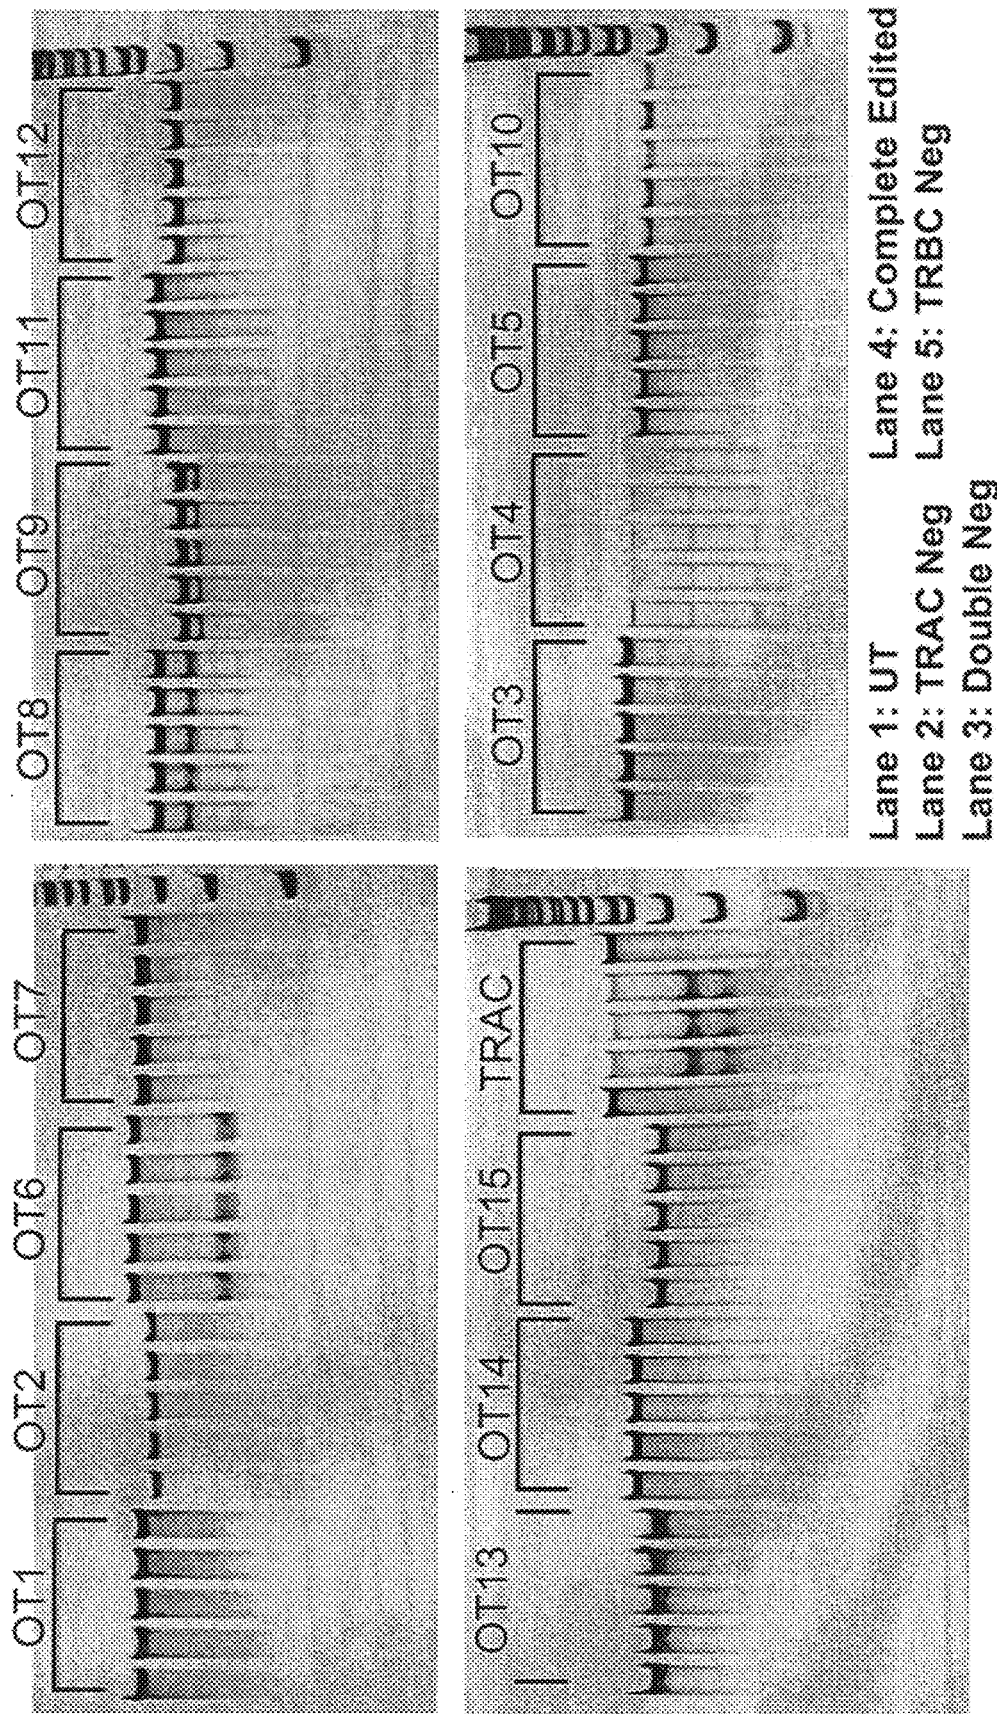 OT1 OT2 OT6 OT7
OT8 OT9 OT11 OT12
OT13 OT14 OT15 TRAC
OT3 OT4 OT5 OT10
Lane 1: UT Lane 4: Complete Edited
Lane 2: TRAC Neg Lane 5: TRBC Neg
Lane 3: Double Neg